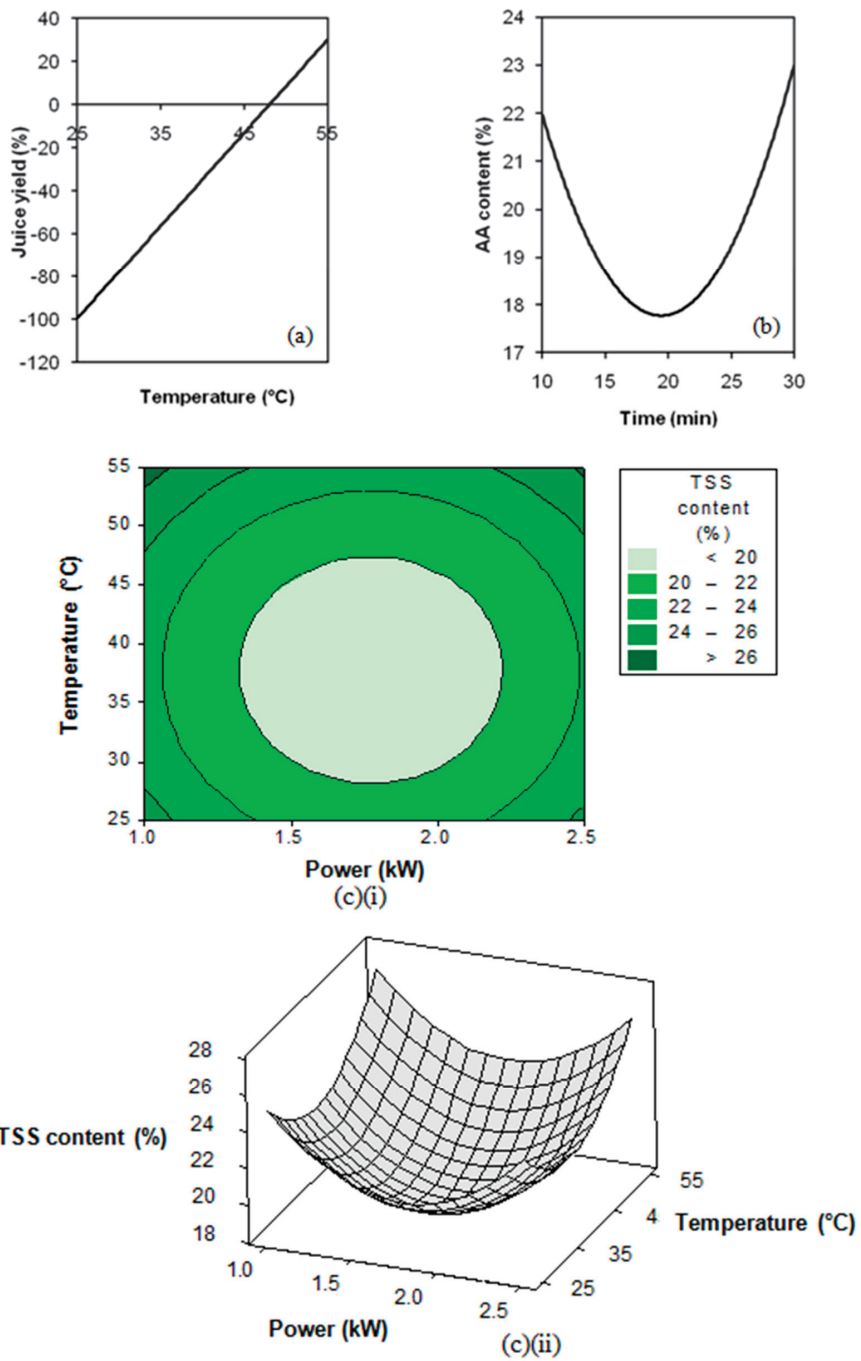 40
20
0
25 35 45 55
-20
-40
-60
-80
-100
-120
Juice yield (%)
(a)
Temperature (°C)
24
23
22
21
20
19
18
17
AA content (%)
(b)
10 15 20 25 30
Time (min)
55
50
45
40
35
30
25
Temperature (°C)
1.0 1.5 2.0 2.5
Power (kW)
(c)(i)
TSS
content
(%)
< 20
20 – 22
22 – 24
24 – 26
> 26
28
26
24
22
20
18
TSS content (%)
1.0
1.5
2.0
2.5
Power (kW)
55
4
35
25
Temperature (°C)
(c)(ii)